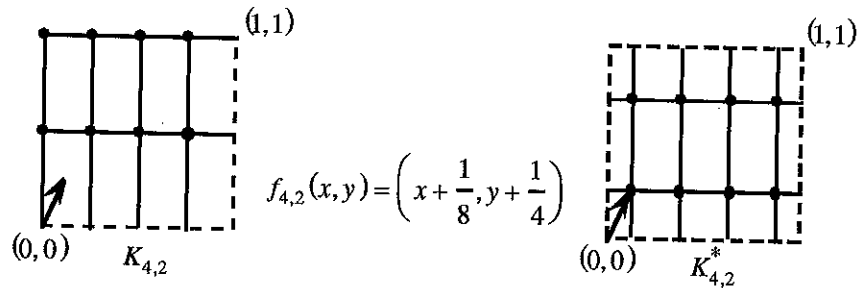 (1,1)
(1,1)
f_{4,2}(x,y) = (x + 1/8, y + 1/4)
(0,0)
K_{4,2}
(0,0)
K^*_{4,2}